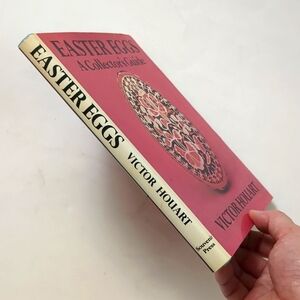 EASTER EGGS
A Collector's Guide
VICTOR HOUART
EASTER EGGS
VICTOR HOUART
Souvenir
Press